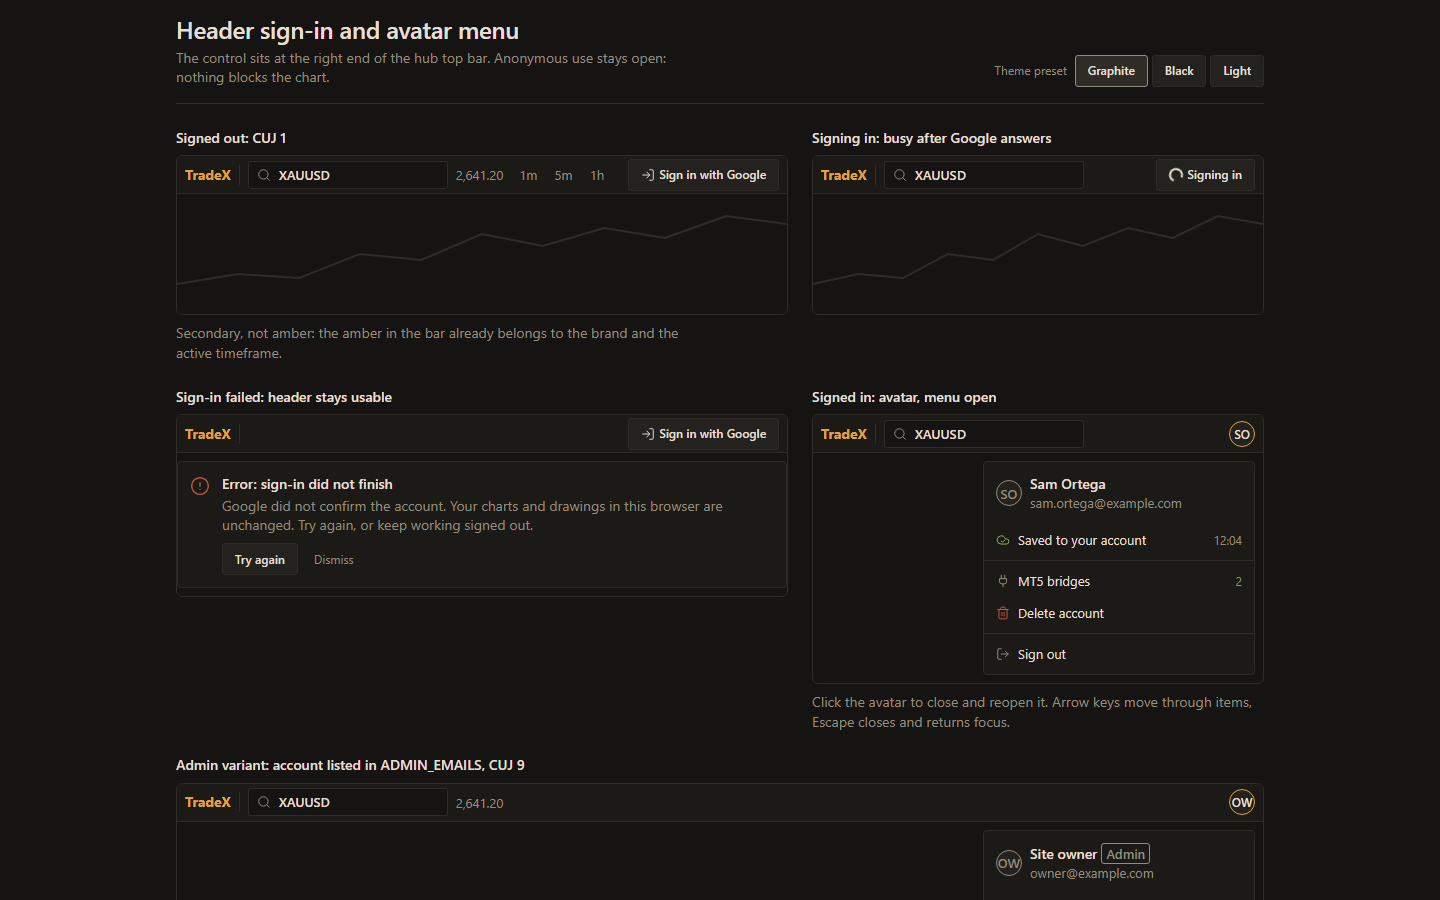 Header sign-in and avatar menu
The control sits at the right end of the hub top bar. Anonymous use stays open:
nothing blocks the chart.
Theme preset Graphite Black Light
Signed out: CUJ 1
TradeX XAUUSD 2,641.20 1m 5m 1h Sign in with Google
Secondary, not amber: the amber in the bar already belongs to the brand and the
active timeframe.
Signing in: busy after Google answers
TradeX XAUUSD Signing in
Sign-in failed: header stays usable
TradeX Sign in with Google
Error: sign-in did not finish
Google did not confirm the account. Your charts and drawings in this browser are
unchanged. Try again, or keep working signed out.
Try again Dismiss
Signed in: avatar, menu open
TradeX XAUUSD SO
SO Sam Ortega
sam.ortega@example.com
Saved to your account 12:04
MT5 bridges 2
Delete account
Sign out
Click the avatar to close and reopen it. Arrow keys move through items,
Escape closes and returns focus.
Admin variant: account listed in ADMIN_EMAILS, CUJ 9
TradeX XAUUSD 2,641.20 OW
OW Site owner Admin
owner@example.com